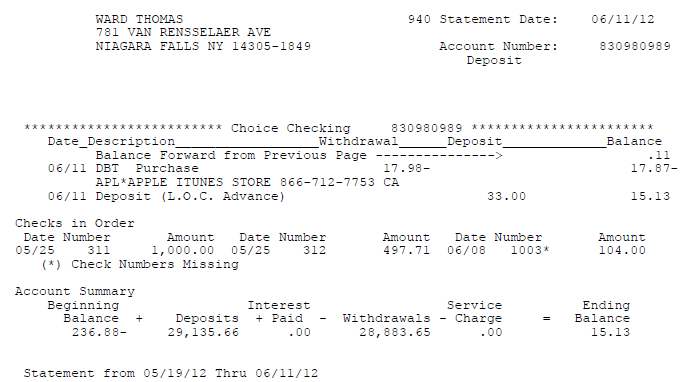 WARD THOMAS 940 Statement Date: 06/11/12
781 VAN RENSSELAER AVE
NIAGARA FALLS NY 14305-1849 Account Number: 830980989
Deposit
************************* Choice Checking 830980989 ***********************
Date_Description__________________Withdrawal______Deposit_____________Balance
Balance Forward from Previous Page ---------------> .11
06/11 DBT Purchase 17.98- 17.87-
APL*APPLE ITUNES STORE 866-712-7753 CA
06/11 Deposit (L.O.C. Advance) 33.00 15.13
Checks in Order
Date Number Amount Date Number Amount Date Number Amount
05/25 311 1,000.00 05/25 312 497.71 06/08 1003* 104.00
(*) Check Numbers Missing
Account Summary
Beginning Interest Service Ending
Balance + Deposits + Paid - Withdrawals - Charge = Balance
236.88- 29,135.66 .00 28,883.65 .00 15.13
Statement from 05/19/12 Thru 06/11/12